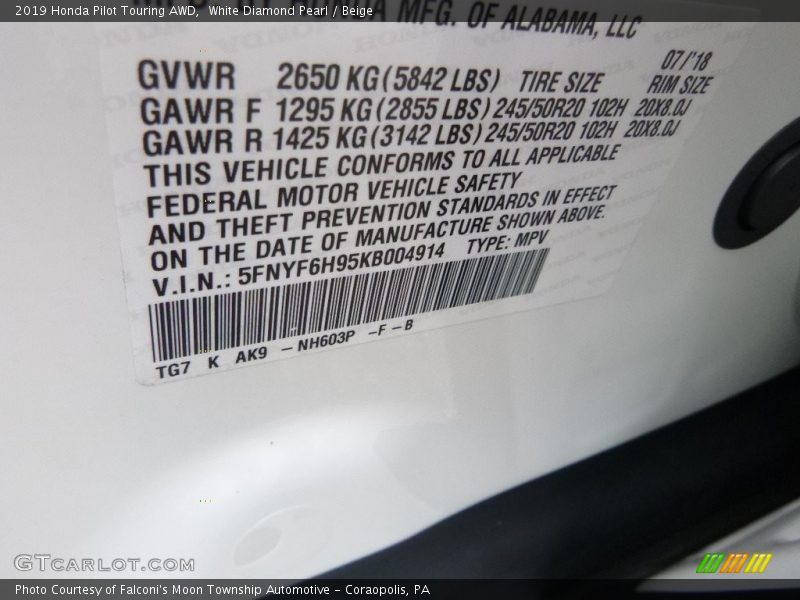 2019 Honda Pilot Touring AWD,  White Diamond Pearl / Beige
MFG. OF ALABAMA, LLC
07/'18
GVWR 2650 KG (5842 LBS) TIRE SIZE RIM SIZE
GAWR F 1295 KG (2855 LBS) 245/50R20 102H 20X8.0J
GAWR R 1425 KG (3142 LBS) 245/50R20 102H 20X8.0J
THIS VEHICLE CONFORMS TO ALL APPLICABLE
FEDERAL MOTOR VEHICLE SAFETY
AND THEFT PREVENTION STANDARDS IN EFFECT
ON THE DATE OF MANUFACTURE SHOWN ABOVE.
V.I.N.: 5FNYF6H95KB004914 TYPE: MPV
TG7 K AK9 – NH603P –F – B
GTCARLOT.COM
Photo Courtesy of Falconi's Moon Township Automotive – Coraopolis, PA